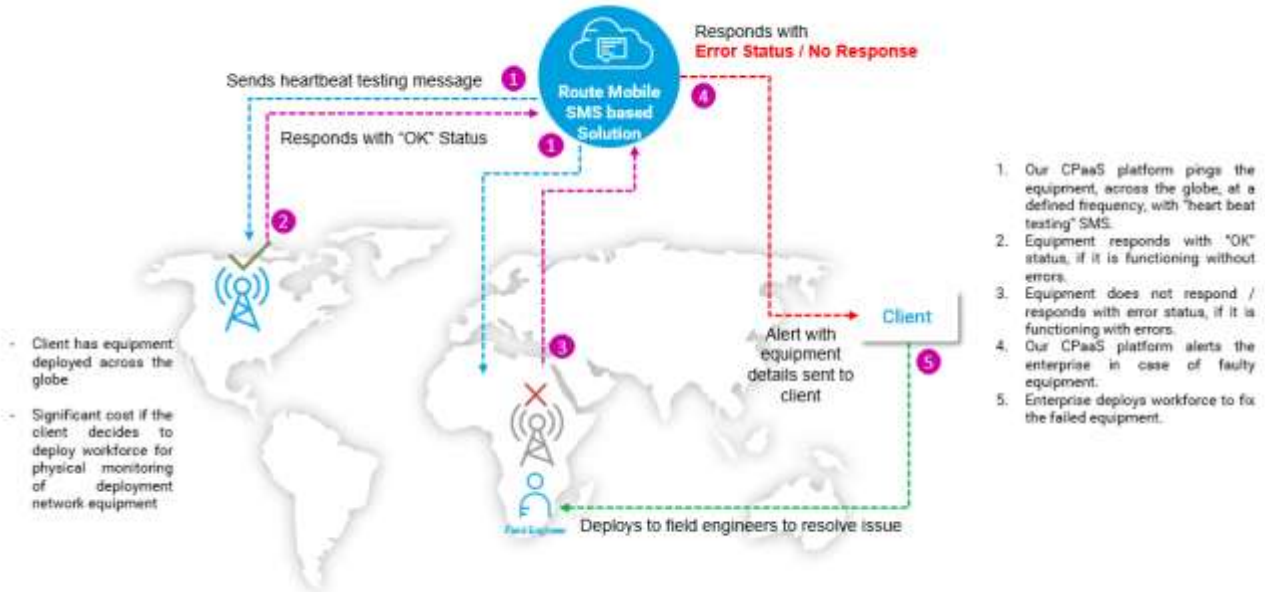 Responds with
Error Status / No Response
Sends heartbeat testing message
1
4
Route Mobile
SMS based
Solution
Responds with "OK" Status
1
2
3
Client
5
Alert with
equipment
details sent to
client
Field Engineer
Deploys to field engineers to resolve issue
- Client has equipment
deployed across the
globe
- Significant cost if the
client decides to
deploy workforce for
physical monitoring
of deployment
network equipment
1. Our CPaaS platform pings the
equipment, across the globe, at a
defined frequency, with "heart beat
testing" SMS.
2. Equipment responds with "OK"
status, if it is functioning without
errors.
3. Equipment does not respond /
responds with error status, if it is
functioning with errors.
4. Our CPaaS platform alerts the
enterprise in case of faulty
equipment.
5. Enterprise deploys workforce to fix
the failed equipment.